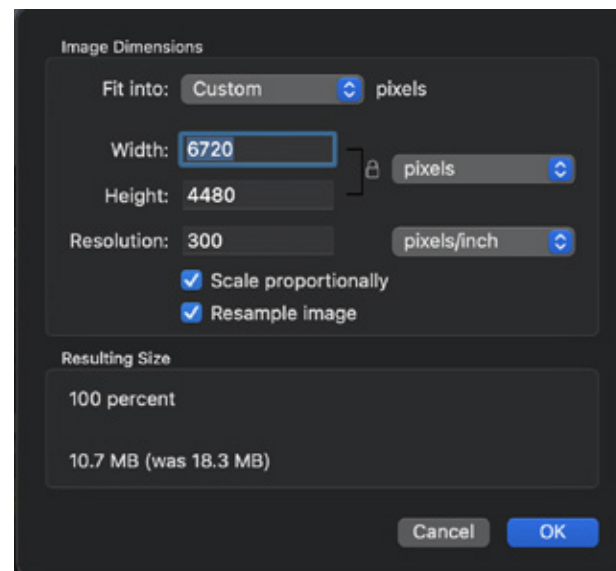 Image Dimensions
Fit into: Custom pixels
Width: 6720
pixels
Height: 4480
Resolution: 300 pixels/inch
Scale proportionally
Resample image
Resulting Size
100 percent
10.7 MB (was 18.3 MB)
Cancel OK